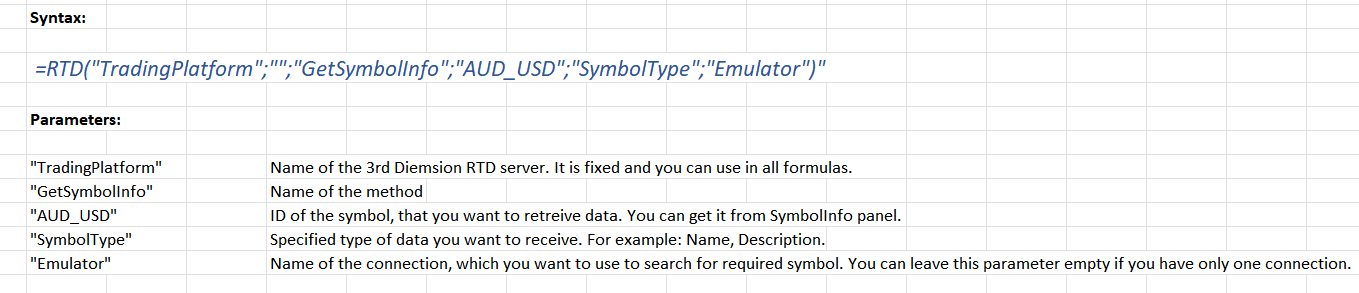 Syntax:
=RTD("TradingPlatform";"";"GetSymbolInfo";"AUD_USD";"SymbolType";"Emulator")"
Parameters:
"TradingPlatform" Name of the 3rd Diemsion RTD server. It is fixed and you can use in all formulas.
"GetSymbolInfo" Name of the method
"AUD_USD" ID of the symbol, that you want to retreive data. You can get it from SymbolInfo panel.
"SymbolType" Specified type of data you want to receive. For example: Name, Description.
"Emulator" Name of the connection, which you want to use to search for required symbol. You can leave this parameter empty if you have only one connection.